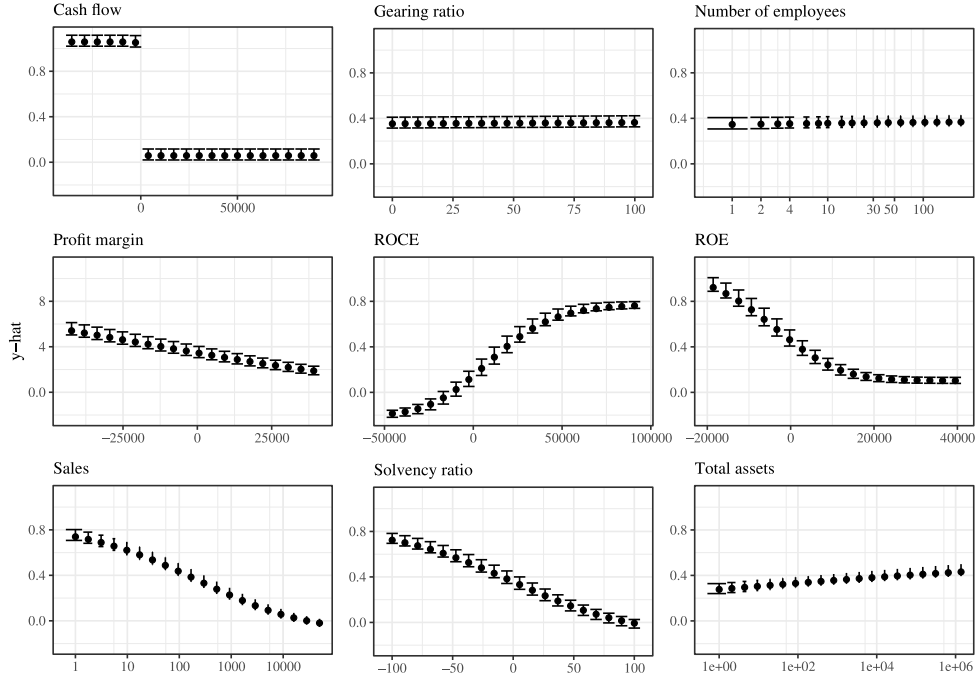 Cash flow
Gearing ratio
Number of employees
0.8
0.4
0.0
0.8
0.4
0.0
0.8
0.4
0.0
0 50000
0 25 50 75 100
1 2 4 10 30 50 100
Profit margin
ROCE
ROE
y−hat
8
4
0.0
0.8
0.4
0.0
0.8
0.4
0.0
−25000 0 25000
−50000 0 50000 100000
−20000 0 20000 40000
Sales
Solvency ratio
Total assets
0.8
0.4
0.0
0.8
0.4
0.0
0.8
0.4
0.0
1 10 100 1000 10000
−100 −50 0 50 100
1e+00 1e+02 1e+04 1e+06